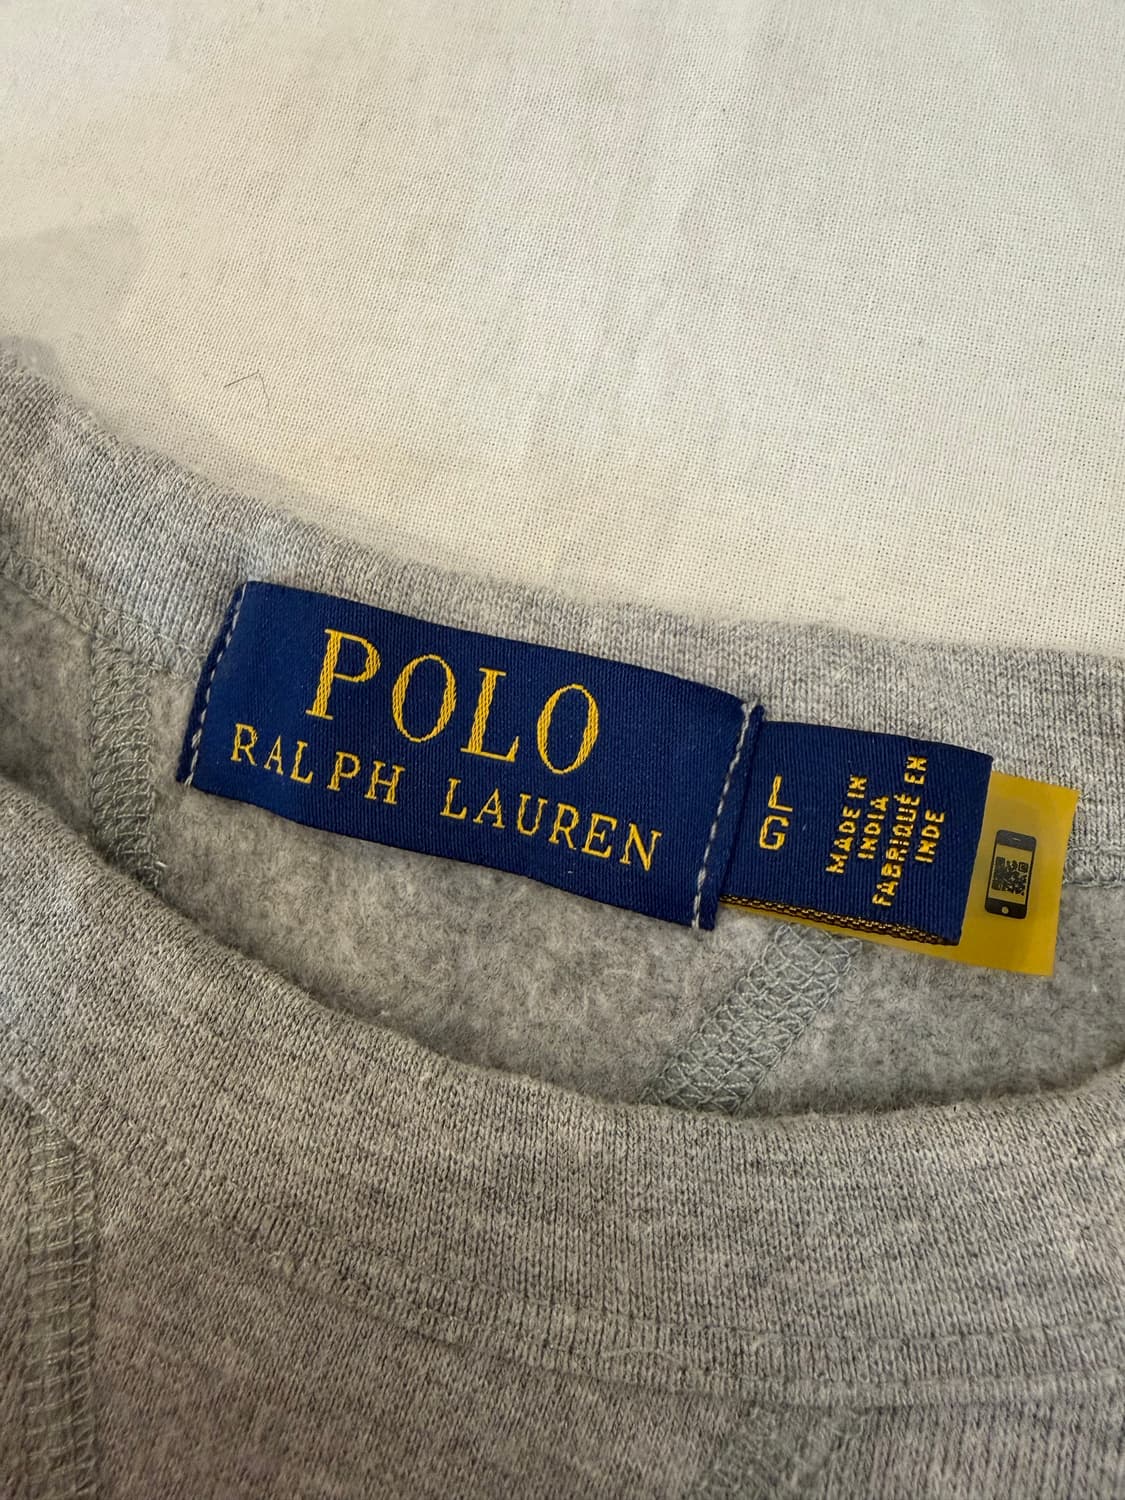 POLO
RALPH LAUREN
L
G
MADE IN
INDIA
FABRIQUÉ EN
INDE